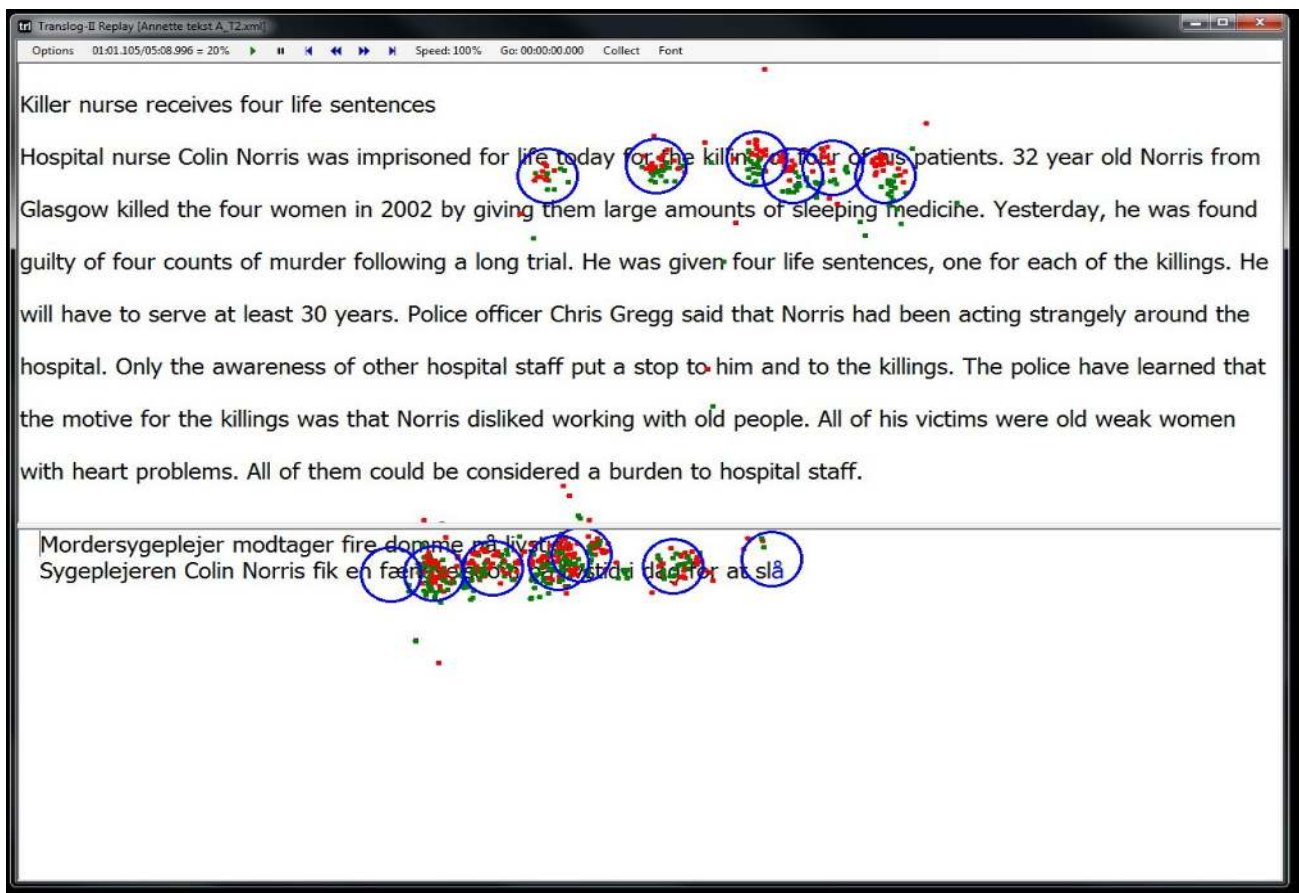 trl Translog-II Replay [Annette tekst A_T2.xml]
Options 01:01.105/05:08.996 = 20% Speed: 100% Go: 00:00:00.000 Collect Font
Killer nurse receives four life sentences
Hospital nurse Colin Norris was imprisoned for life today for the killing of four of his patients. 32 year old Norris from
Glasgow killed the four women in 2002 by giving them large amounts of sleeping medicine. Yesterday, he was found
guilty of four counts of murder following a long trial. He was given four life sentences, one for each of the killings. He
will have to serve at least 30 years. Police officer Chris Gregg said that Norris had been acting strangely around the
hospital. Only the awareness of other hospital staff put a stop to him and to the killings. The police have learned that
the motive for the killings was that Norris disliked working with old people. All of his victims were old weak women
with heart problems. All of them could be considered a burden to hospital staff.
Mordersygeplejer modtager fire domme på livstid
Sygeplejeren Colin Norris fik en på livstid i dag for at slå